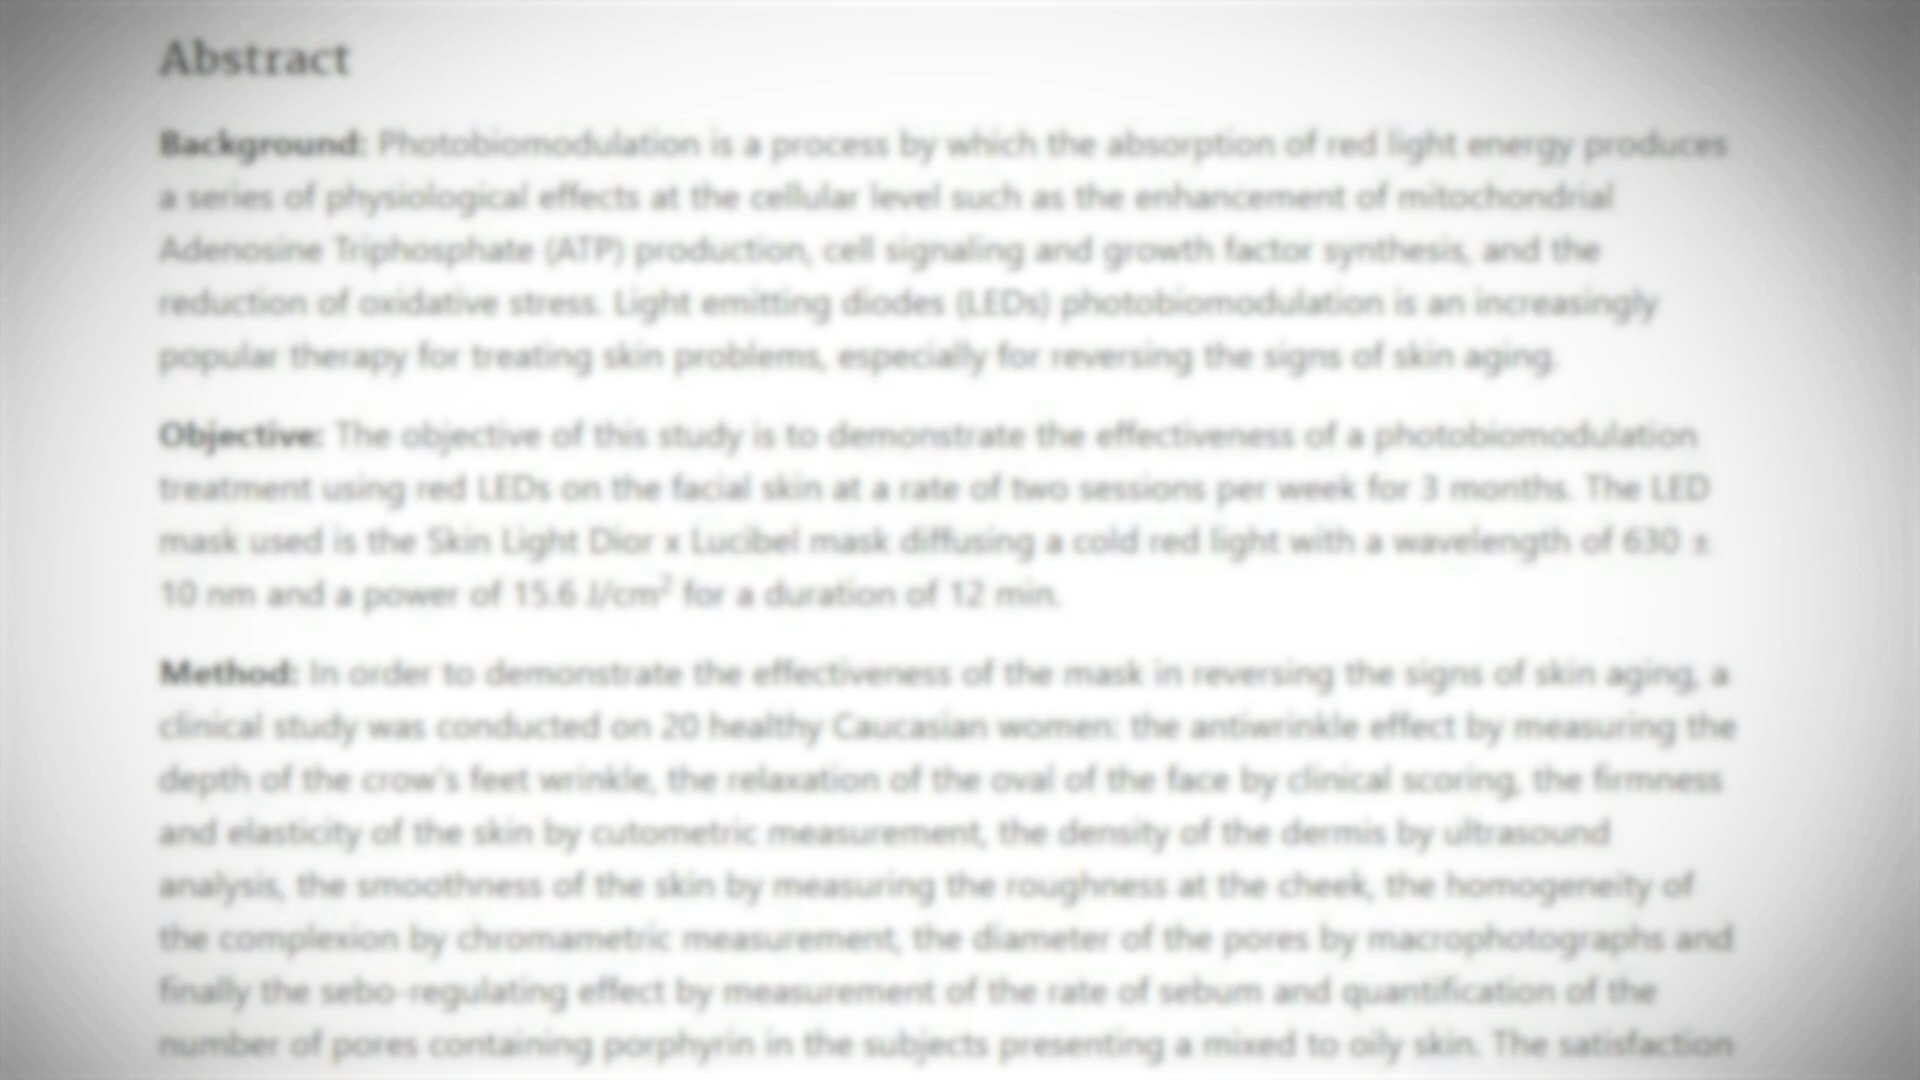 Abstract
Background: Photobiomodulation is a process by which the absorption of red light energy produces
a series of physiological effects at the cellular level such as the enhancement of mitochondrial
Adenosine Triphosphate (ATP) production, cell signaling and growth factor synthesis, and the
reduction of oxidative stress. Light emitting diodes (LEDs) photobiomodulation is an increasingly
popular therapy for treating skin problems, especially for reversing the signs of skin aging.
Objective: The objective of this study is to demonstrate the effectiveness of a photobiomodulation
treatment using red LEDs on the facial skin at a rate of two sessions per week for 3 months. The LED
mask used is the Skin Light Dior x Lucibel mask diffusing a cold red light with a wavelength of 630 ±
10 nm and a power of 15.6 J/cm² for a duration of 12 min.
Method: In order to demonstrate the effectiveness of the mask in reversing the signs of skin aging, a
clinical study was conducted on 20 healthy Caucasian women: the antiwrinkle effect by measuring the
depth of the crow's feet wrinkle, the relaxation of the oval of the face by clinical scoring, the firmness
and elasticity of the skin by cutometric measurement, the density of the dermis by ultrasound
analysis, the smoothness of the skin by measuring the roughness at the cheek, the homogeneity of
the complexion by chromametric measurement, the diameter of the pores by macrophotographs and
finally the sebo-regulating effect by measurement of the rate of sebum and quantification of the
number of pores containing porphyrin in the subjects presenting a mixed to oily skin. The satisfaction